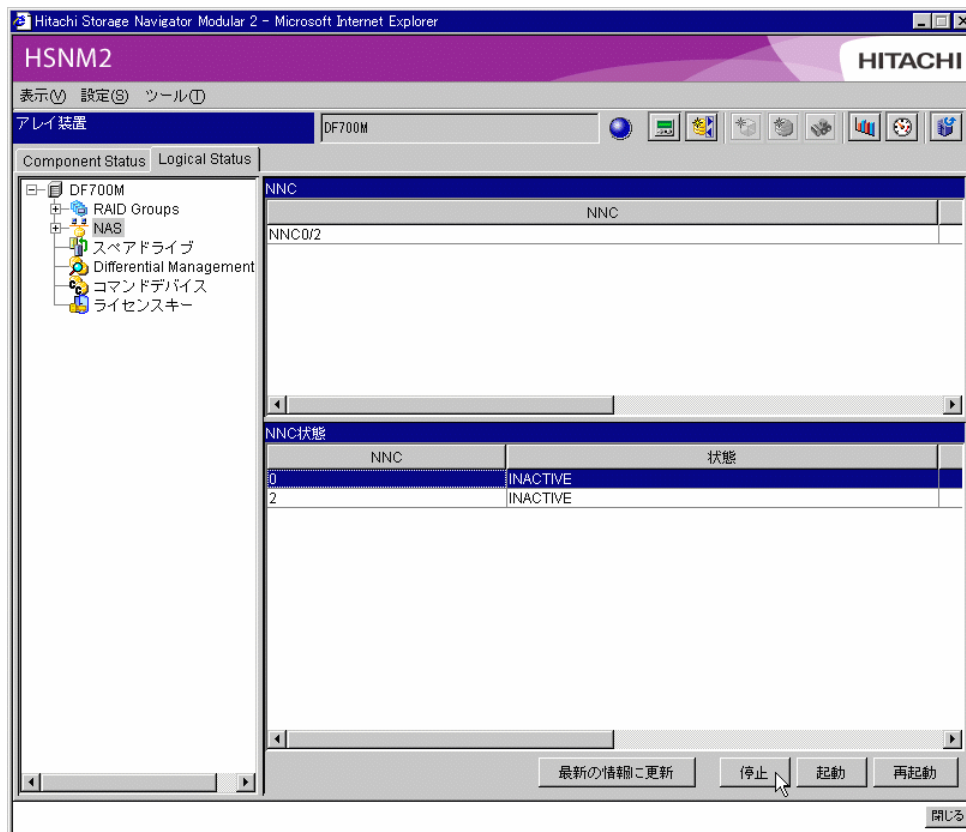 Hitachi Storage Navigator Modular 2 - Microsoft Internet Explorer
HSNM2
HITACHI
表示(V) 設定(S) ツール(T)
アレイ装置
DF700M
Component Status Logical Status
DF700M
RAID Groups
NAS
スペアドライブ
Differential Management
コマンドデバイス
ライセンスキー
NNC
NNC
NNC0/2
NNC状態
NNC 状態
0 INACTIVE
2 INACTIVE
最新の情報に更新 停止 起動 再起動
閉じる